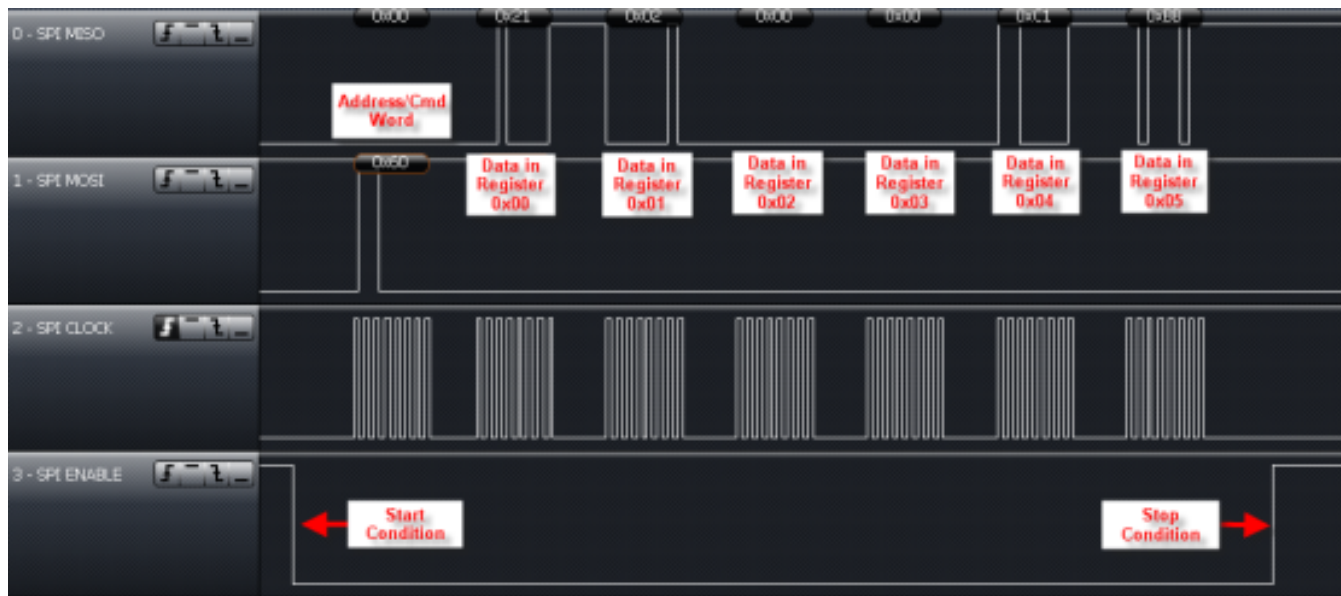 0x00 0x21 0x02 0x00 0x00 0xC1 0xBB
0 - SPI MISO
Address/Cmd
Word
0x60
1 - SPI MOSI
Data in
Register
0x00
Data in
Register
0x01
Data in
Register
0x02
Data in
Register
0x03
Data in
Register
0x04
Data in
Register
0x05
2 - SPI CLOCK
3 - SPI ENABLE
Start
Condition
Stop
Condition